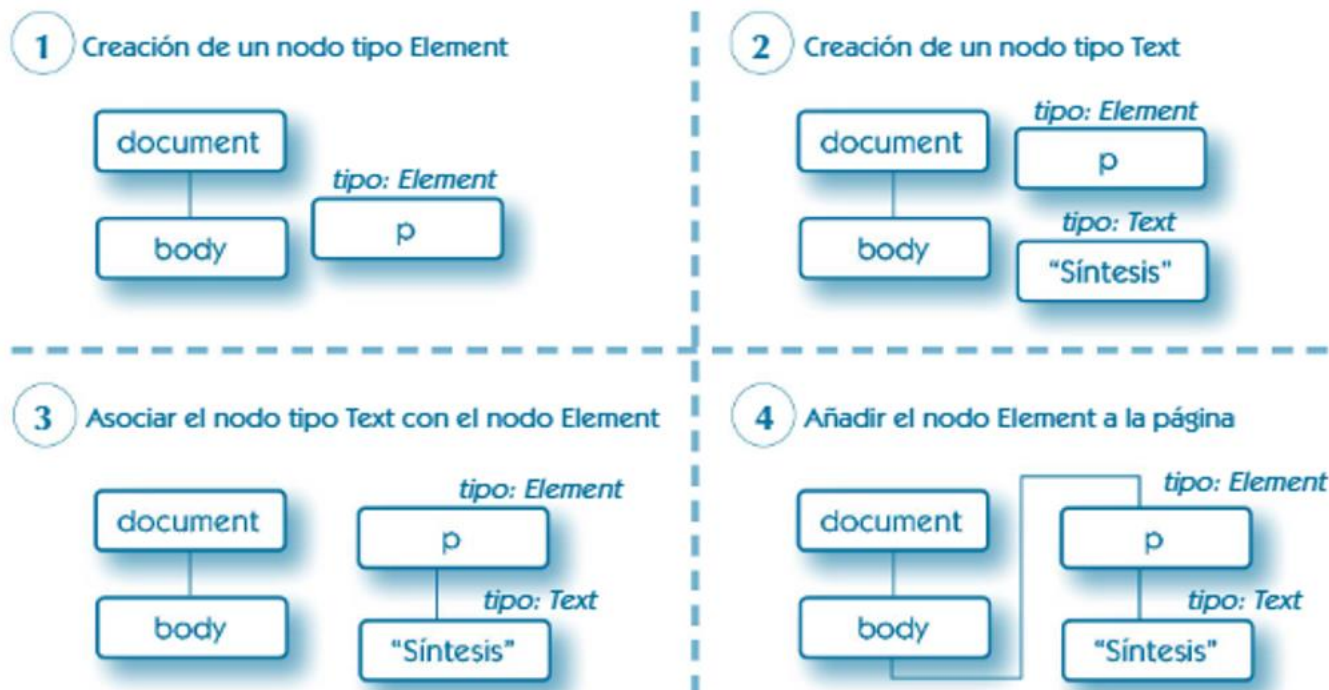 1 Creación de un nodo tipo Element
document
tipo: Element
p
body
2 Creación de un nodo tipo Text
tipo: Element
document
p
tipo: Text
body
“Síntesis”
3 Asociar el nodo tipo Text con el nodo Element
tipo: Element
document
p
tipo: Text
body
“Síntesis”
4 Añadir el nodo Element a la página
tipo: Element
document
p
tipo: Text
body
“Síntesis”